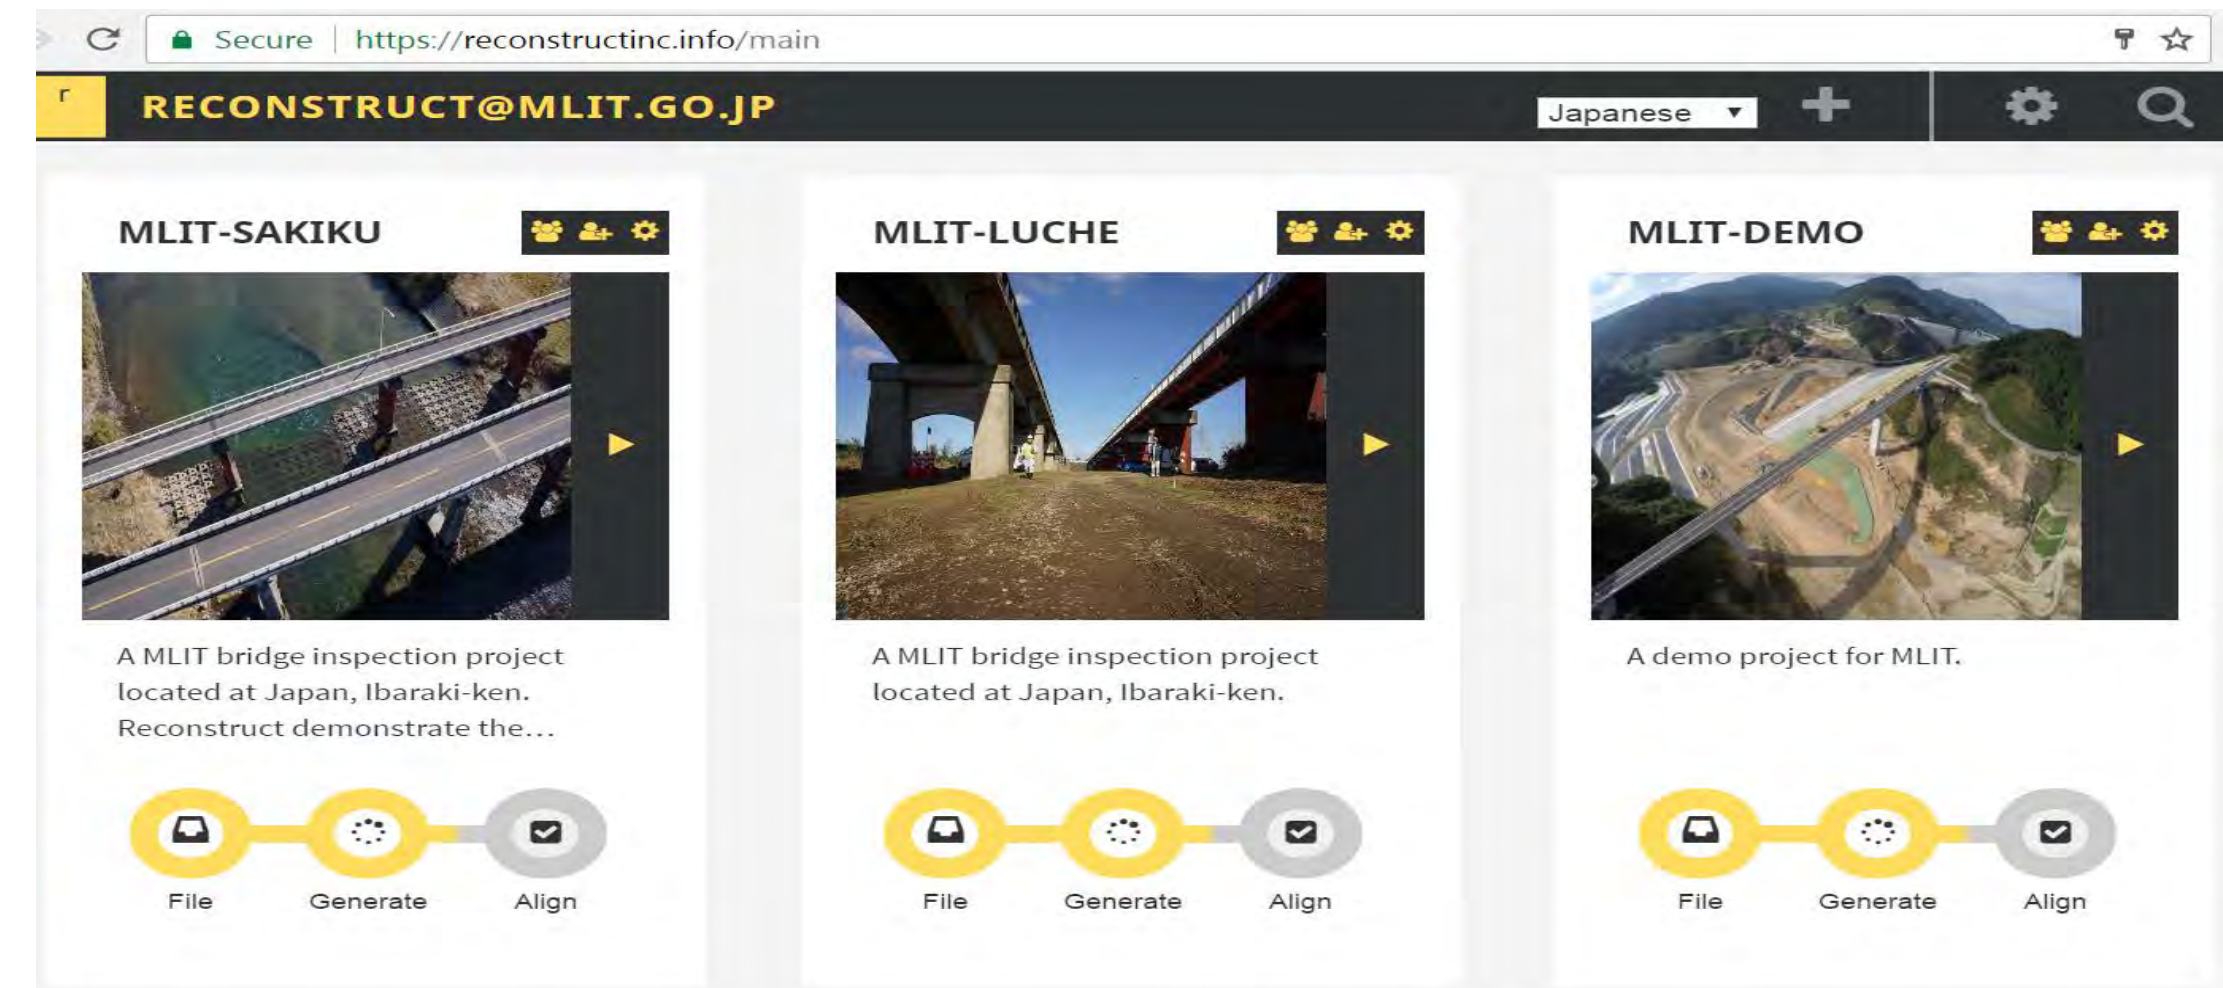 Secure | https://reconstructinc.info/main
r
RECONSTRUCT@MLIT.GO.JP
Japanese
MLIT-SAKIKU
A MLIT bridge inspection project
located at Japan, Ibaraki-ken.
Reconstruct demonstrate the...
File Generate Align
MLIT-LUCHE
A MLIT bridge inspection project
located at Japan, Ibaraki-ken.
File Generate Align
MLIT-DEMO
A demo project for MLIT.
File Generate Align